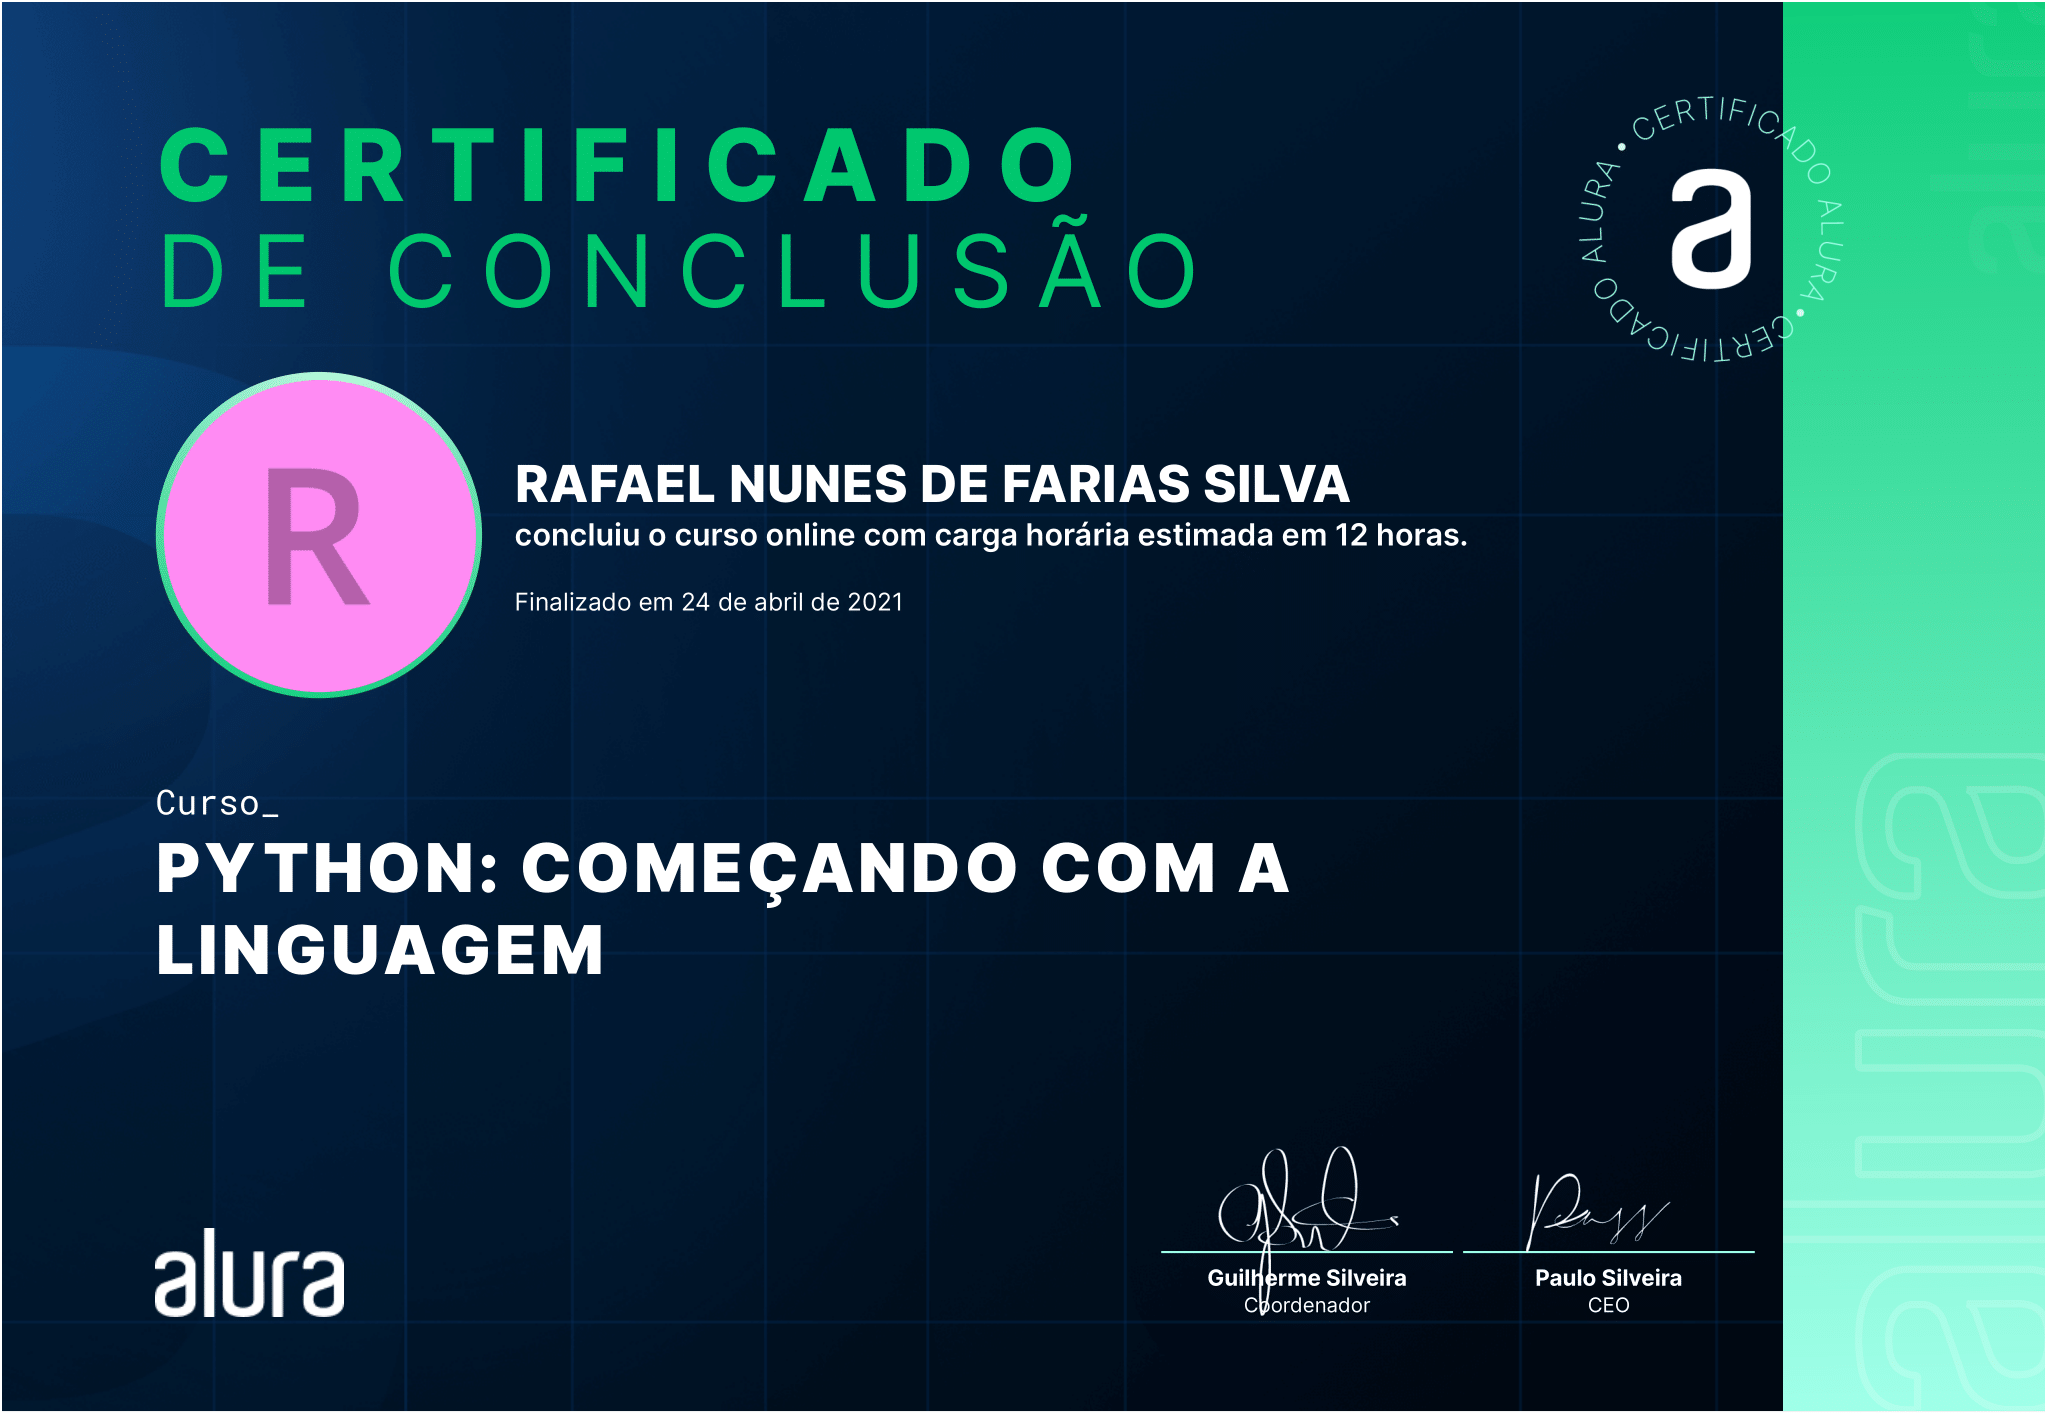 CERTIFICADO
DE CONCLUSÃO
CERTIFICADO ALURA • CERTIFICADO ALURA •
a
R
RAFAEL NUNES DE FARIAS SILVA
concluiu o curso online com carga horária estimada em 12 horas.
Finalizado em 24 de abril de 2021
Curso_
PYTHON: COMEÇANDO COM A
LINGUAGEM
alura
Guilherme Silveira
Coordenador
Paulo Silveira
CEO
alura
alura